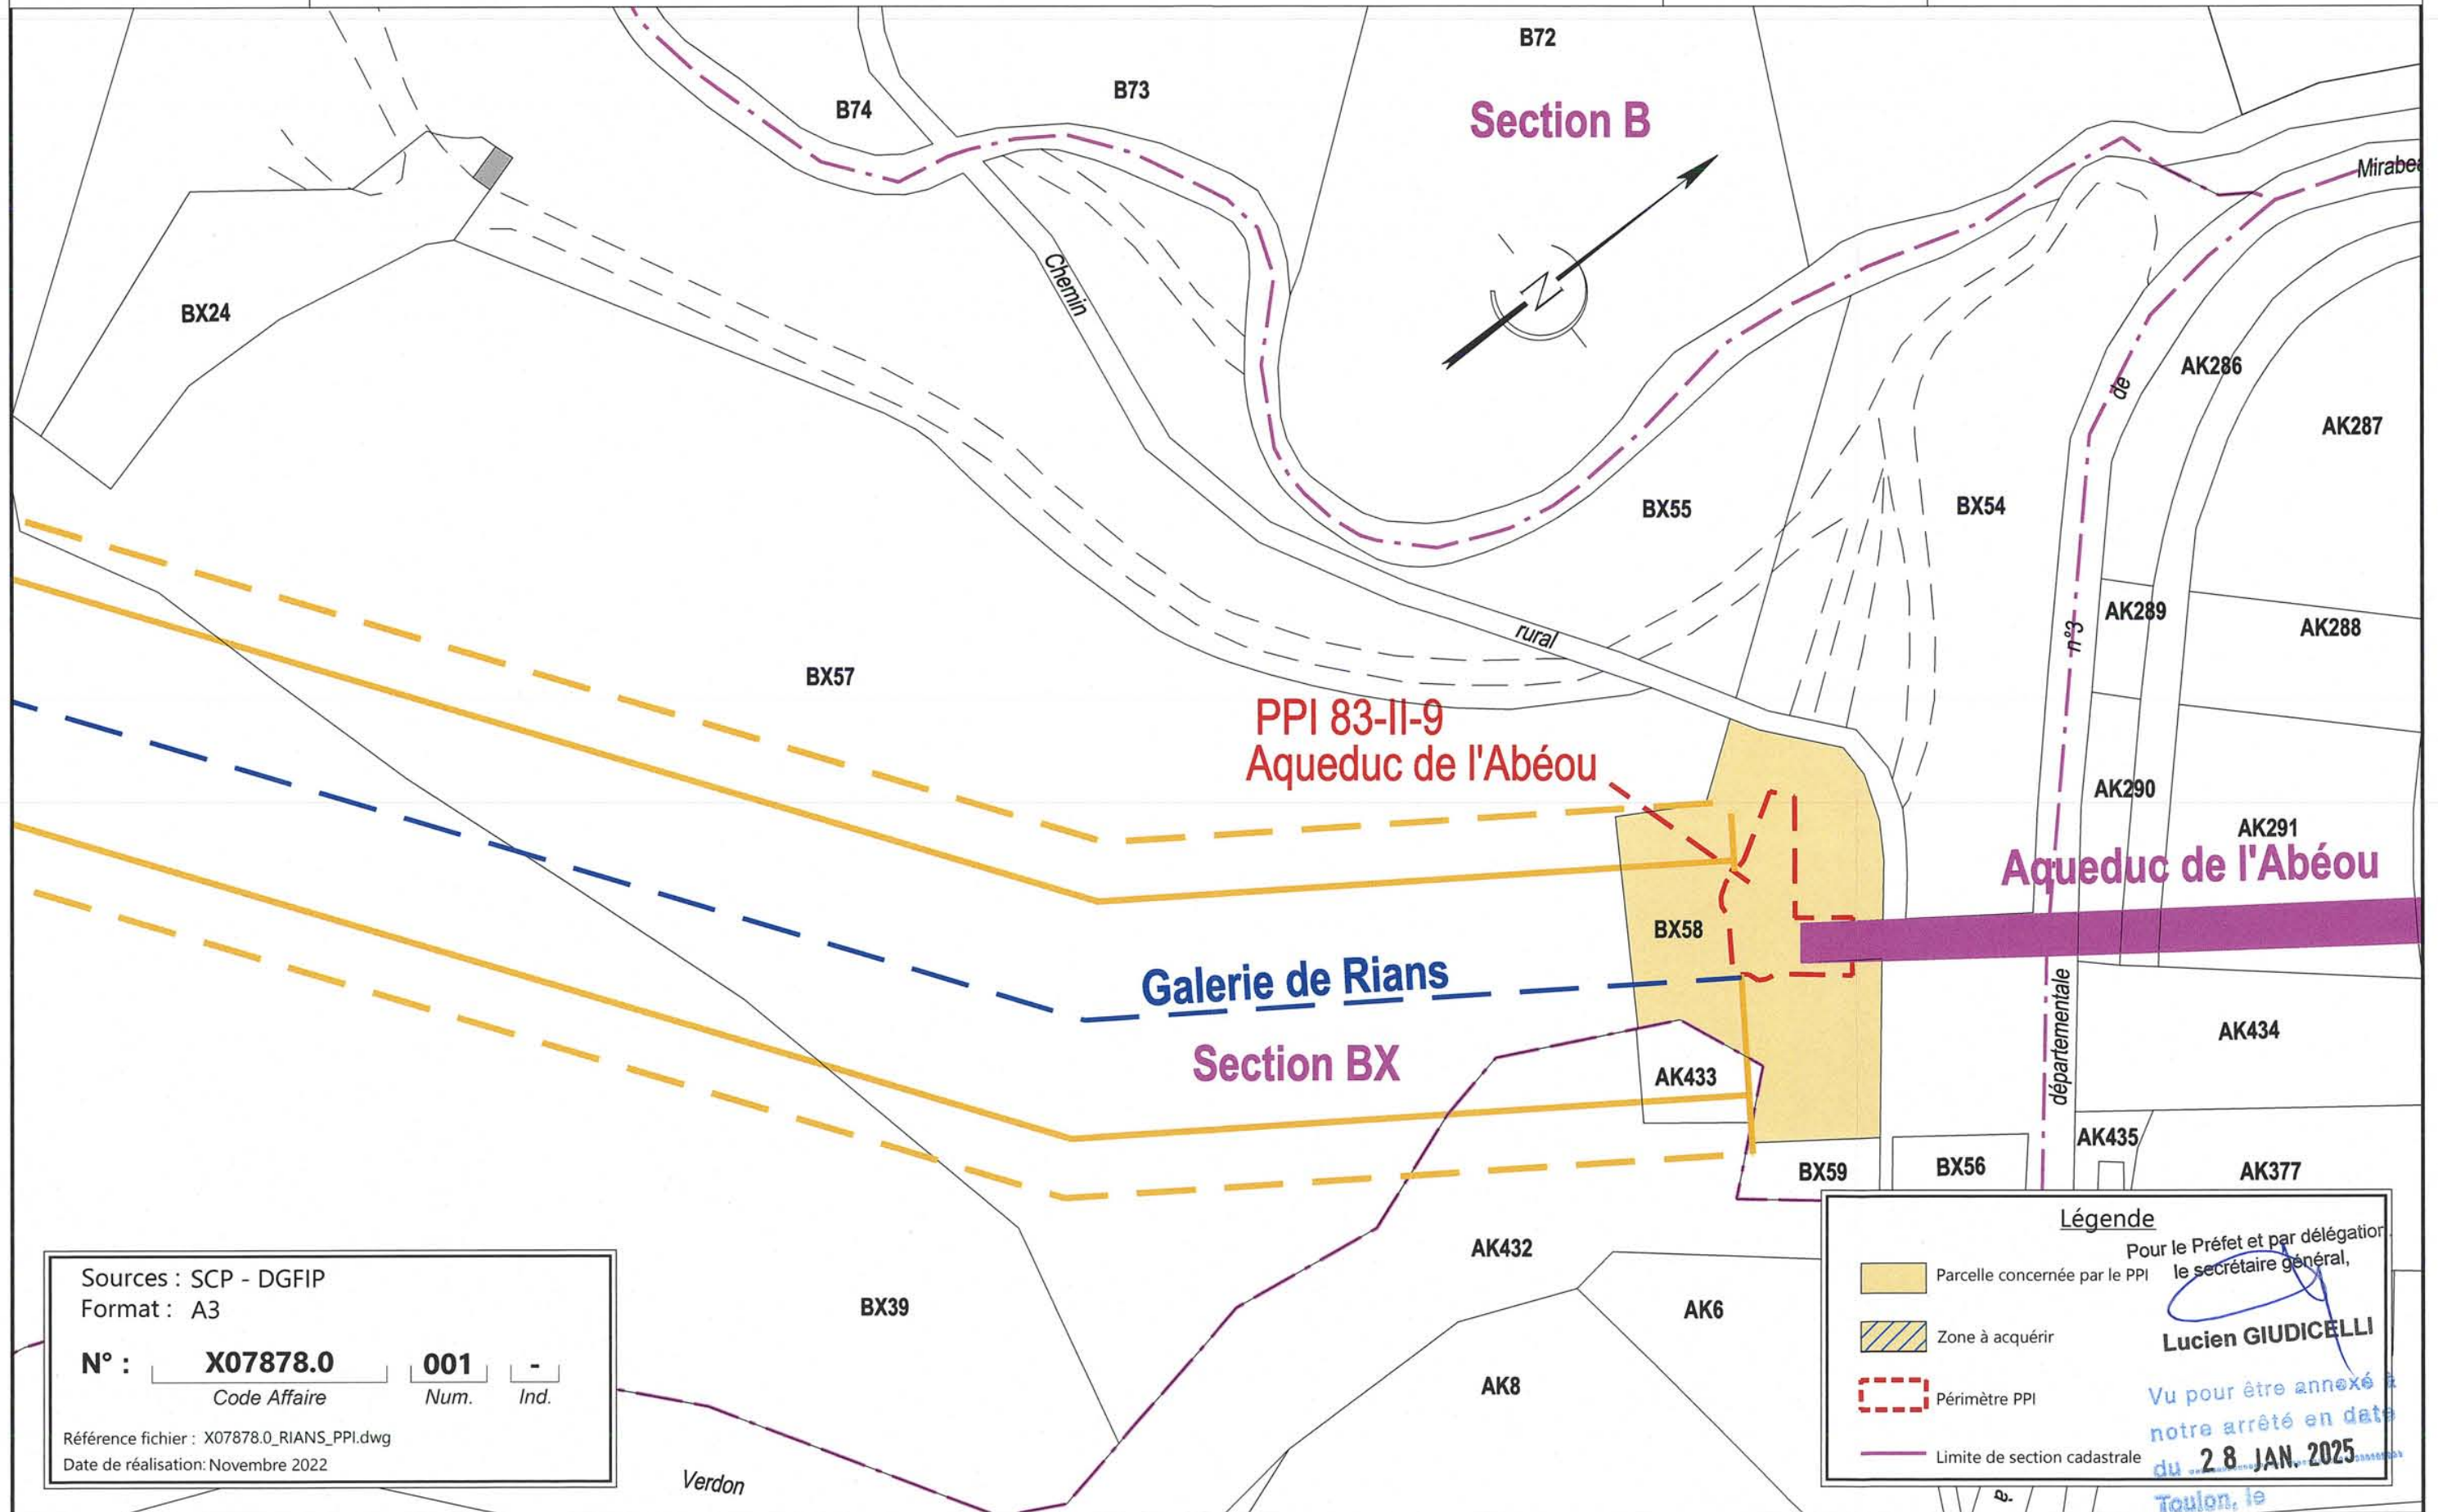 B72
B73
B74
Section B
Mirabea
Chemin
BX24
de
AK286
AK287
BX55
BX54
n°3
AK289
AK288
rural
BX57
PPI 83-II-9
Aqueduc de l'Abéou
AK290
AK291
Aqueduc de l'Abéou
BX58
Galerie de Rians
départementale
AK434
Section BX
AK433
AK435
BX59
BX56
AK377
AK432
BX39
AK6
AK8
Verdon
N
Sources : SCP - DGFIP
Format : A3
N° : X07878.0 001 -
Code Affaire Num. Ind.
Référence fichier : X07878.0_RIANS_PPI.dwg
Date de réalisation: Novembre 2022
Légende
Parcelle concernée par le PPI
Zone à acquérir
Périmètre PPI
Limite de section cadastrale
Pour le Préfet et par délégation
le secrétaire général,
Lucien GIUDICELLI
Vu pour être annexé à
notre arrêté en date
du 28 JAN. 2025
Toulon, le